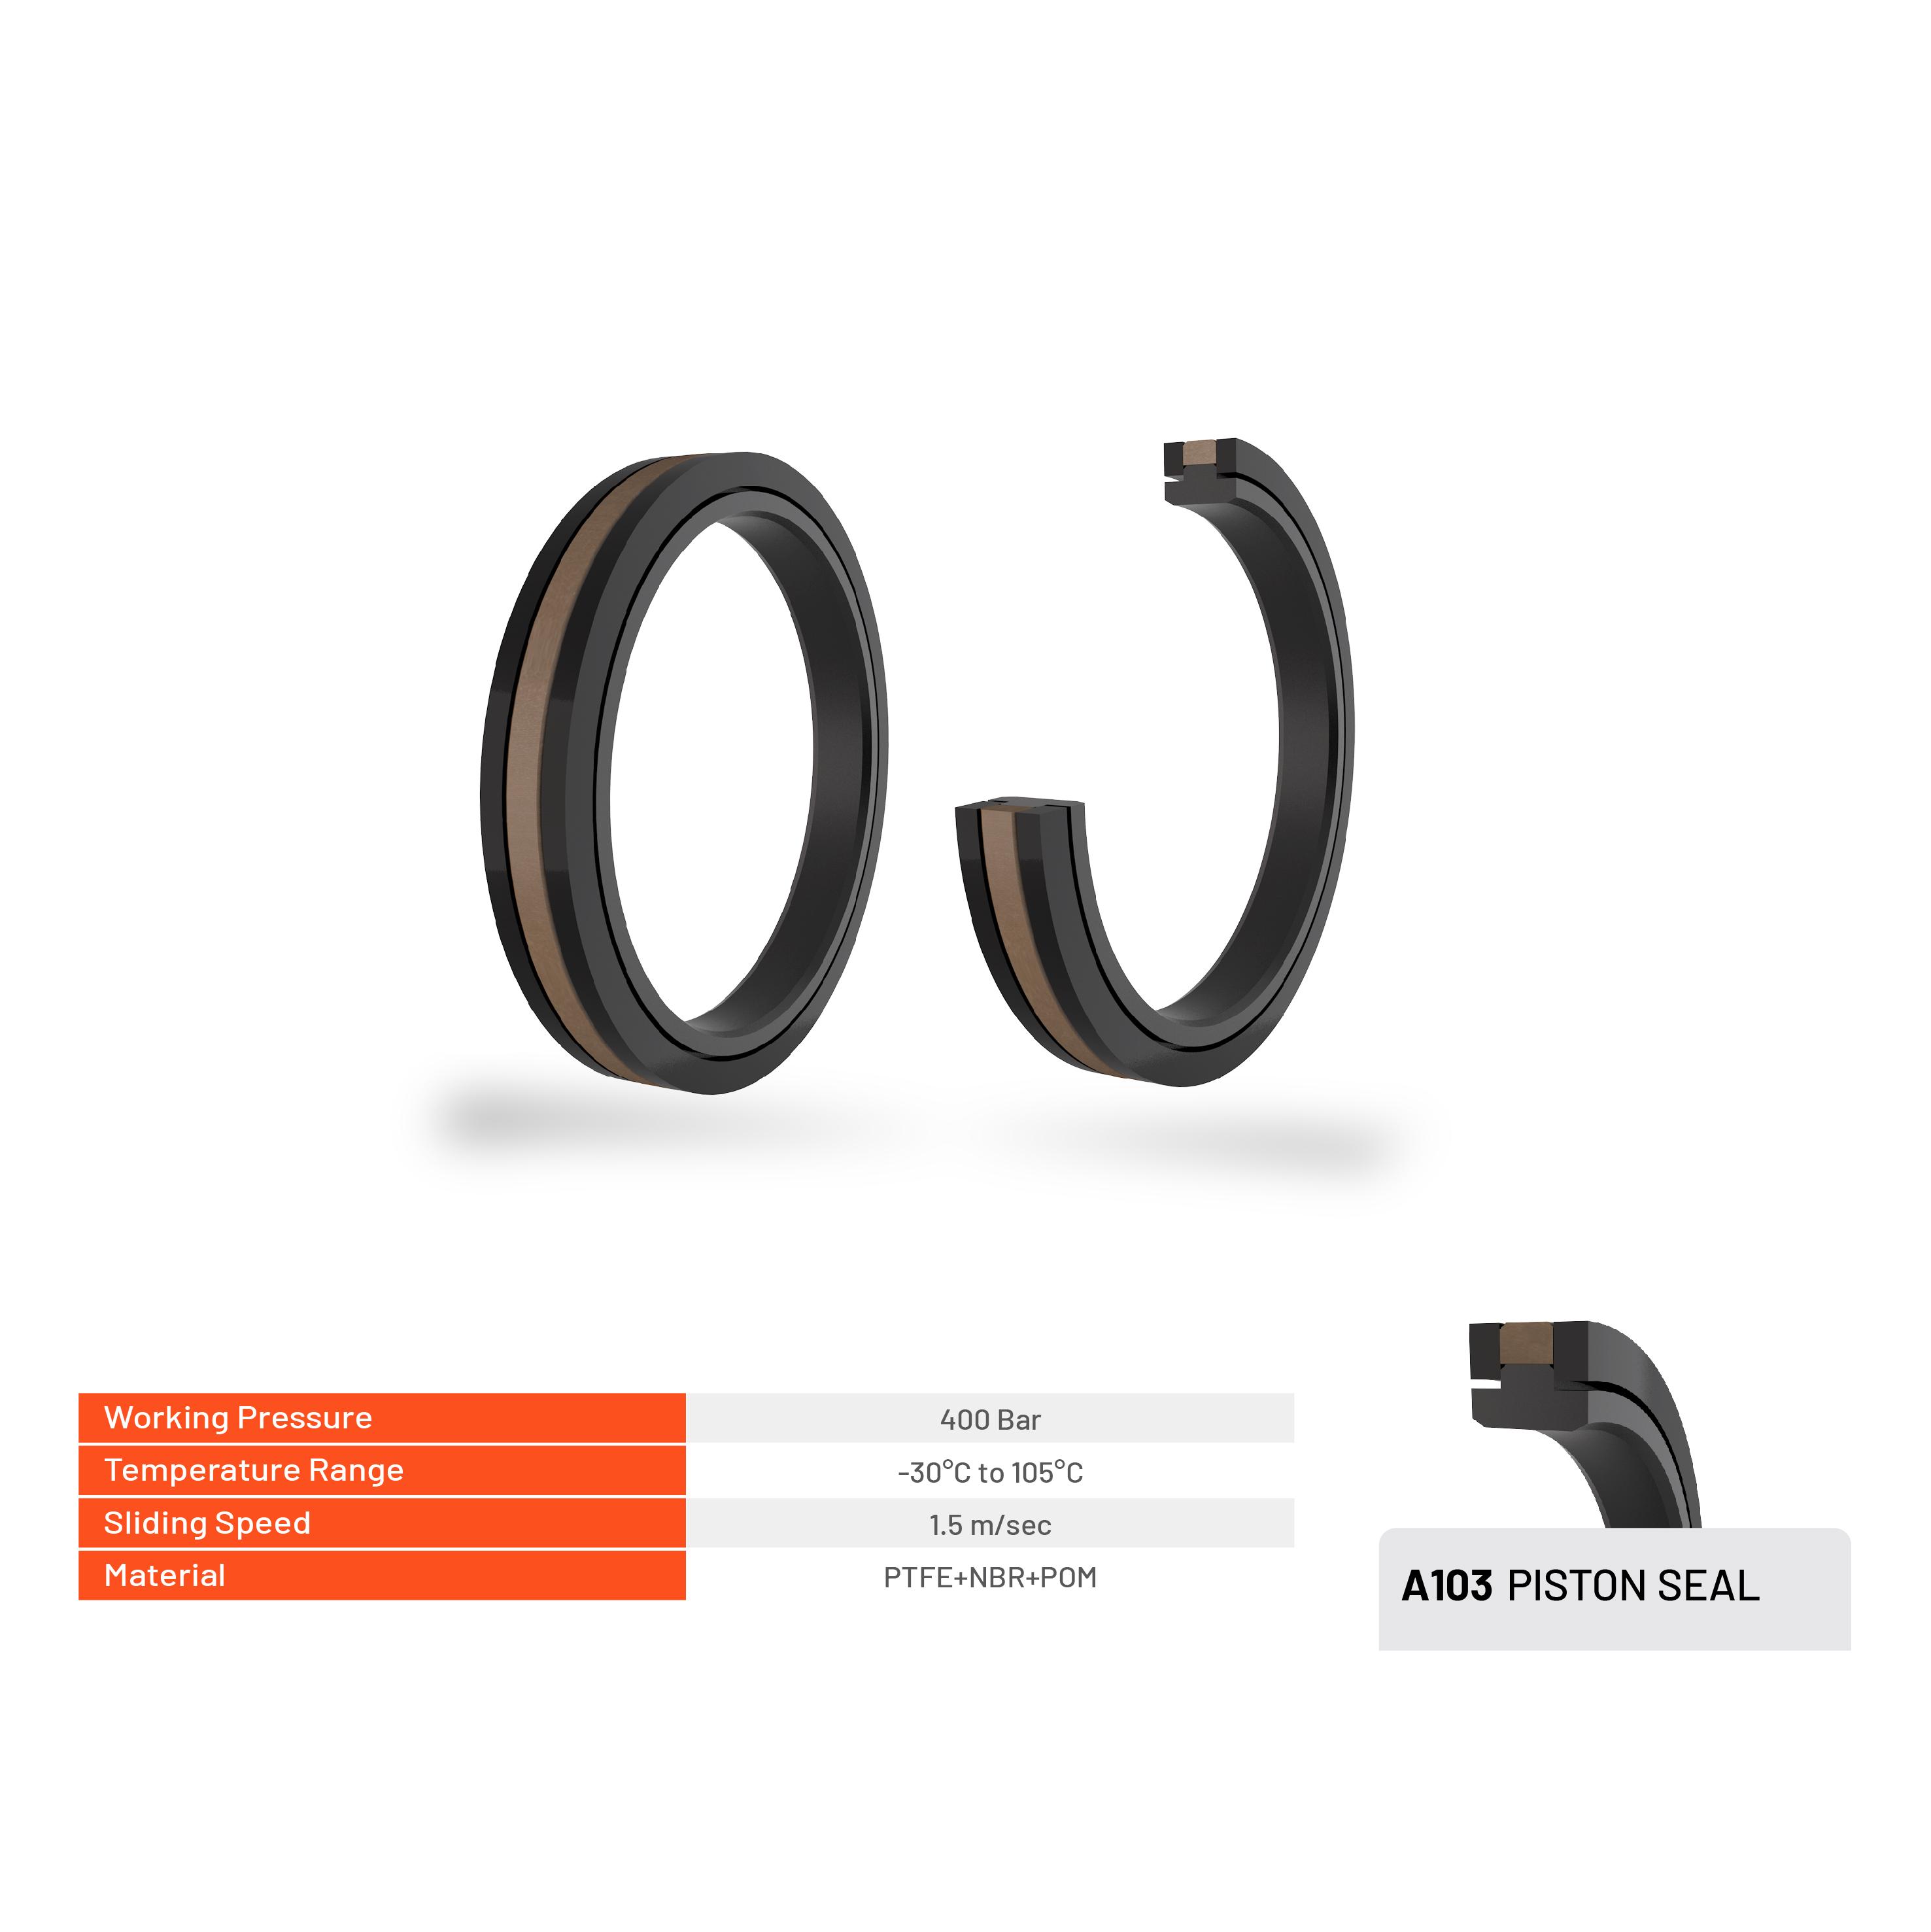 Working Pressure 400 Bar
Temperature Range -30°C to 105°C
Sliding Speed 1.5 m/sec
Material PTFE+NBR+POM
A103 PISTON SEAL